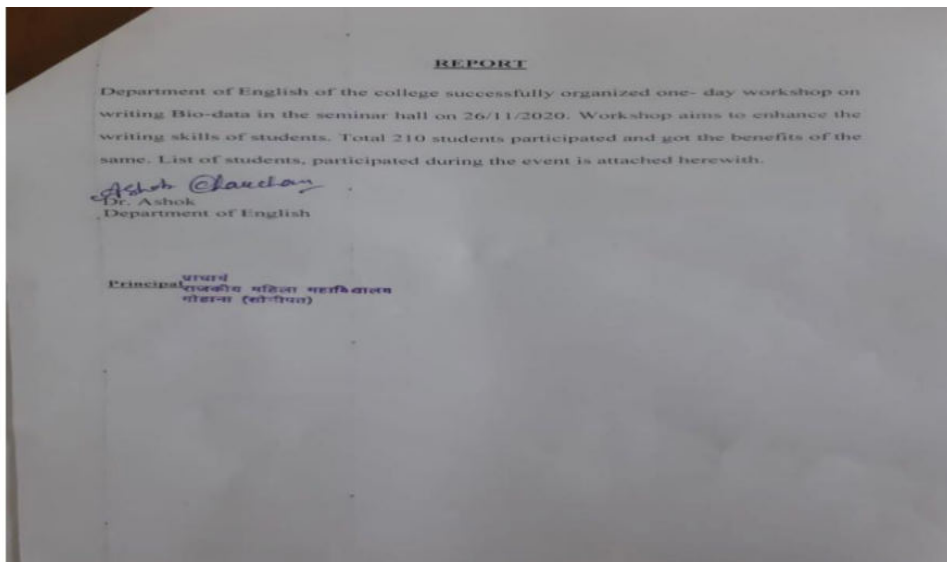 REPORT
Department of English of the college successfully organized one- day workshop on
writing Bio-data in the seminar hall on 26/11/2020. Workshop aims to enhance the
writing skills of students. Total 210 students participated and got the benefits of the
same. List of students, participated during the event is attached herewith.
Ashok Chauhan
Dr. Ashok
Department of English
प्राचार्य
Principal राजकीय महिला महाविद्यालय
गोहाना (सोनीपत)